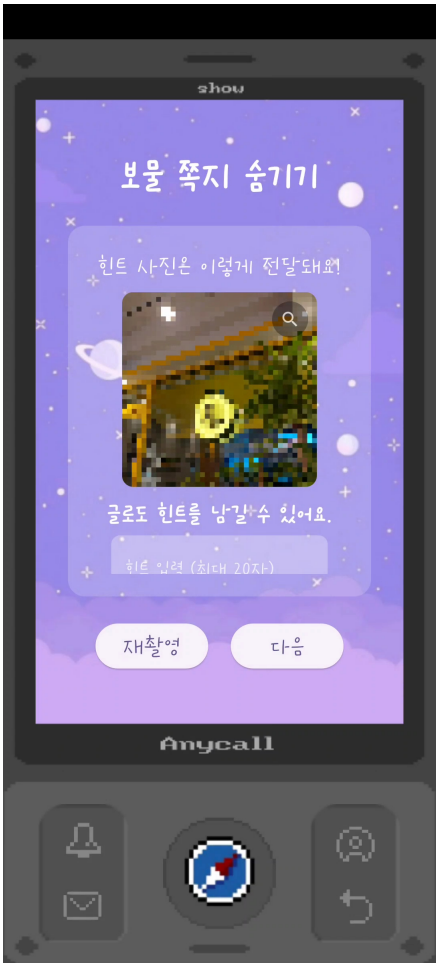 show
보물 쪽지 숨기기
힌트 사진은 이렇게 전달돼요!
글로도 힌트를 남길 수 있어요.
힌트 입력 (최대 20자)
재촬영
다음
Anycall